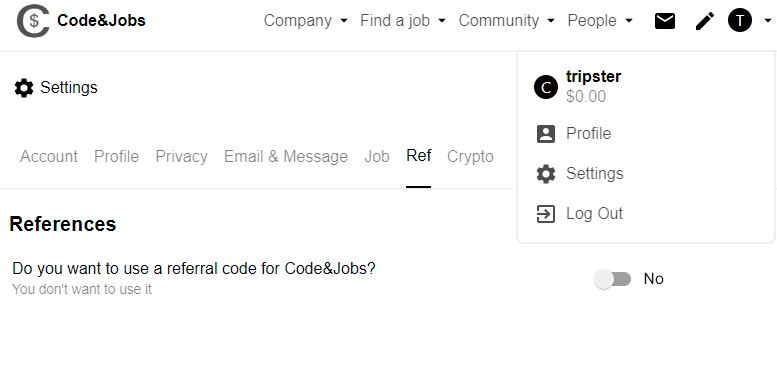 Code&Jobs
Company Find a job Community People T
Settings
C tripster
$0.00
Profile
Settings
Log Out
Account Profile Privacy Email & Message Job Ref Crypto
References
Do you want to use a referral code for Code&Jobs?
You don't want to use it
No